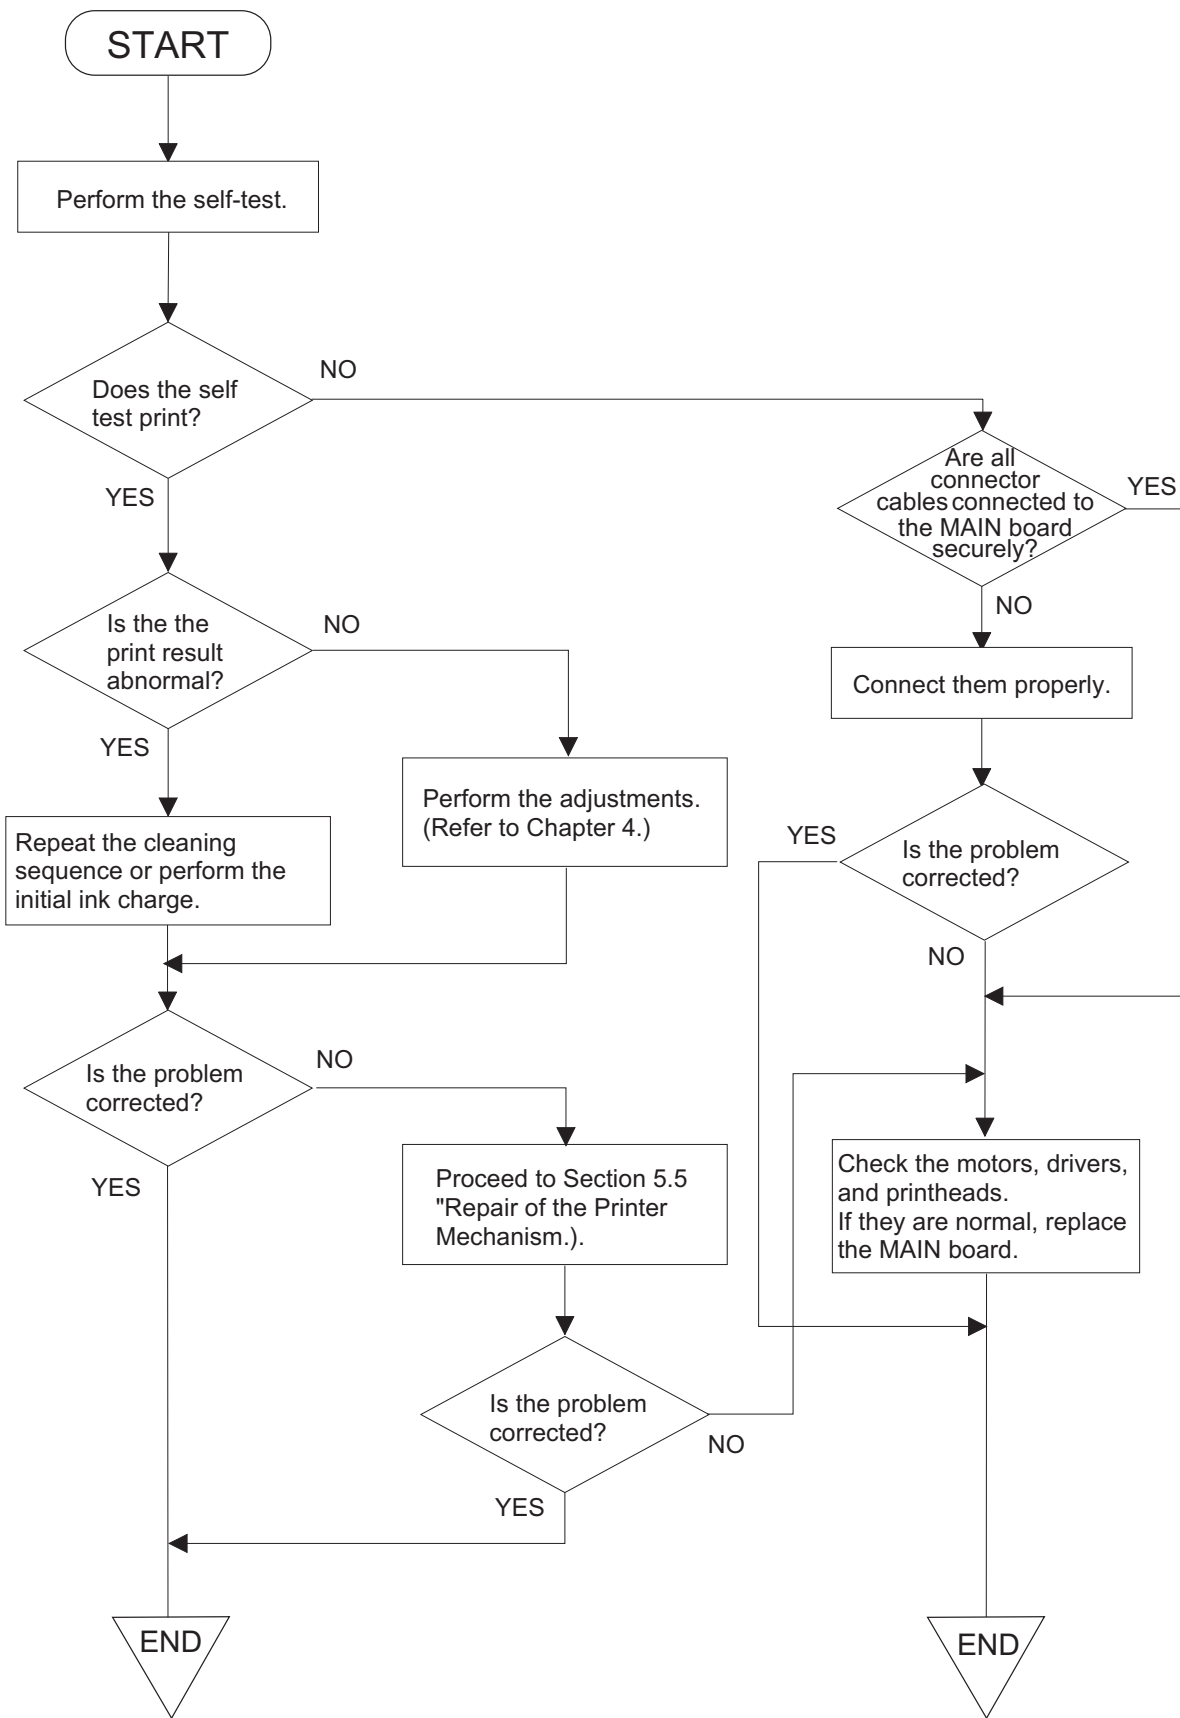 START
Perform the self-test.
Does the self
test print?
NO
YES
Are all
connector
cables connected to
the MAIN board
securely?
YES
NO
Is the the
print result
abnormal?
NO
YES
Connect them properly.
Perform the adjustments.
(Refer to Chapter 4.)
Repeat the cleaning
sequence or perform the
initial ink charge.
Is the problem
corrected?
YES
NO
Is the problem
corrected?
NO
YES
Proceed to Section 5.5
"Repair of the Printer
Mechanism.).
Check the motors, drivers,
and printheads.
If they are normal, replace
the MAIN board.
Is the problem
corrected?
NO
YES
END
END